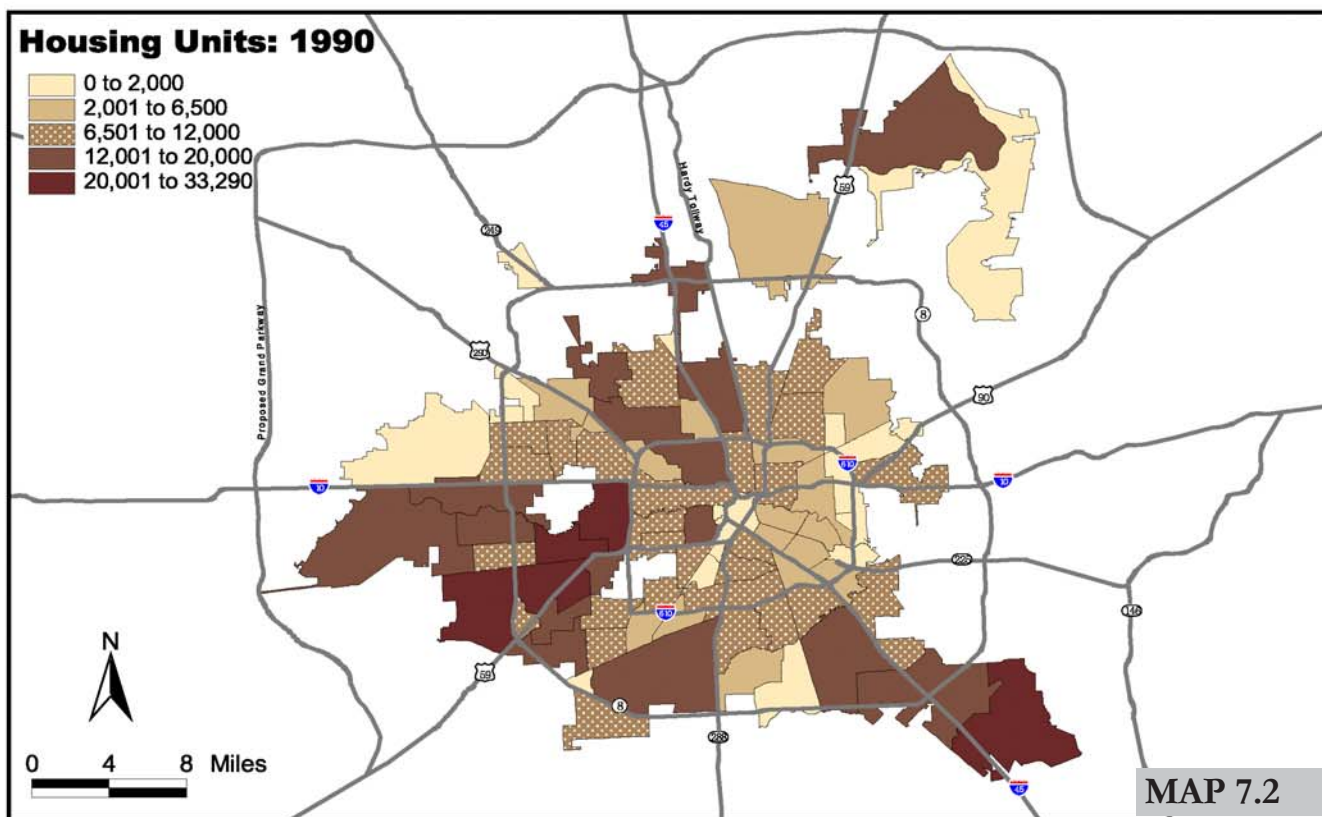 Housing Units: 1990
0 to 2,000
2,001 to 6,500
6,501 to 12,000
12,001 to 20,000
20,001 to 33,290
59
Hardy Tollway
45
249
8
290
Proposed Grand Parkway
90
610
10
10
225
146
610
N
59
8
288
0 4 8 Miles
45
MAP 7.2